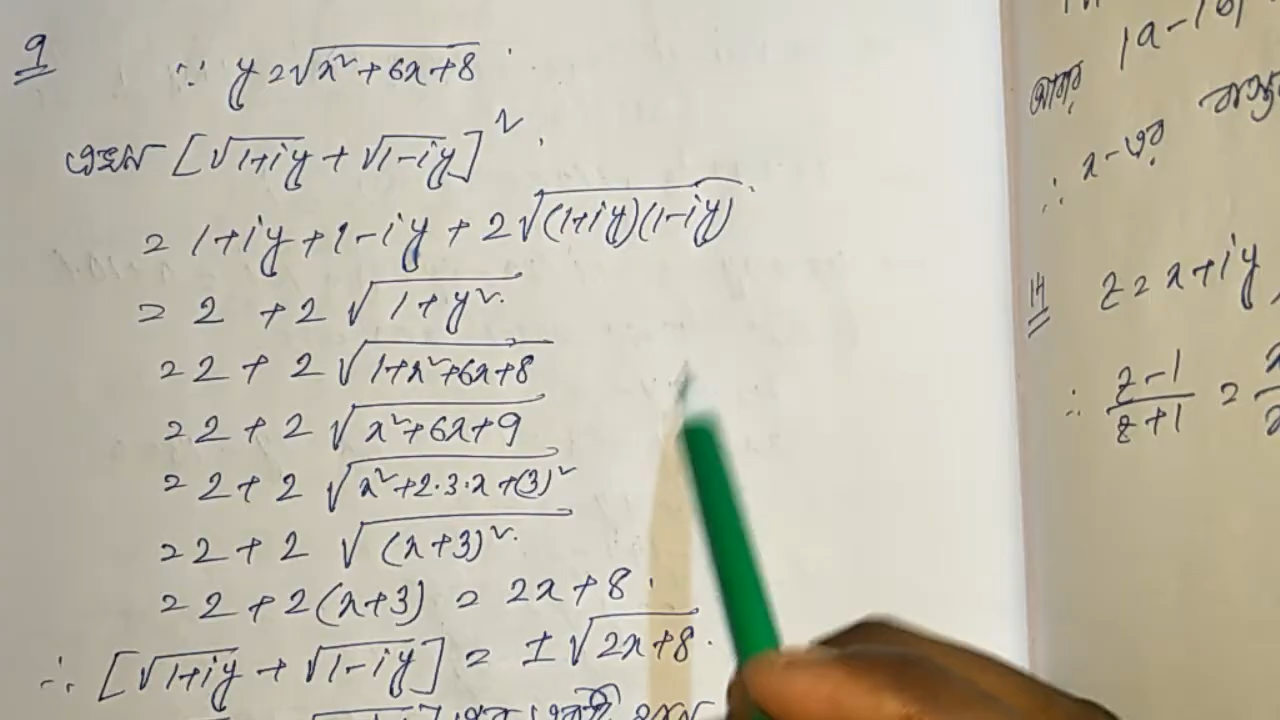 9
∵ y = √(x²+6x+8)
এখন [√(1+iy) + √(1-iy)]².
= 1+iy+1-iy + 2√((1+iy)(1-iy))
= 2 + 2√(1+y²)
= 2 + 2√(1+x²+6x+8)
= 2 + 2√(x²+6x+9)
= 2 + 2√(x²+2·3·x+(3)²)
= 2 + 2√((x+3)²)
= 2 + 2(x+3) = 2x+8.
∴ [√(1+iy) + √(1-iy)] = ±√(2x+8).
|a-ib|
আবার
∴ x-এর
14 z = x+iy,
∴ (z-1)/(z+1) =